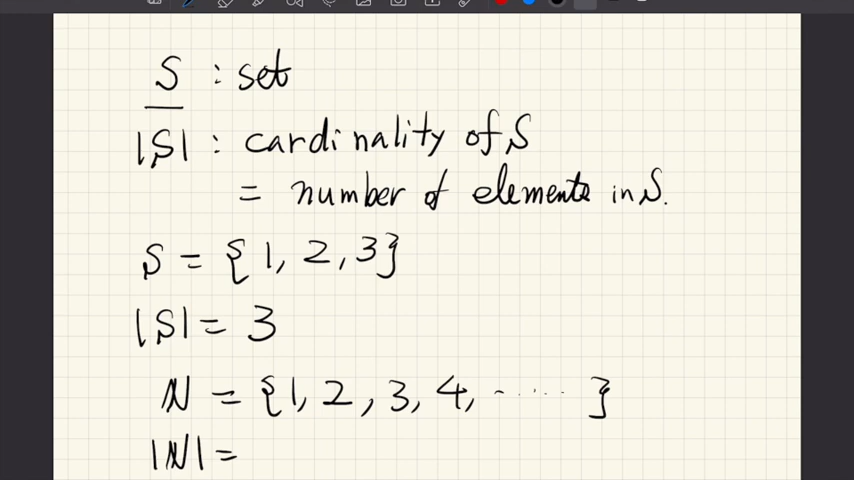 S : set
|S| : cardinality of S
= number of elements in S.
S = {1, 2, 3}
|S| = 3
N = {1, 2, 3, 4, ..... }
|N| =